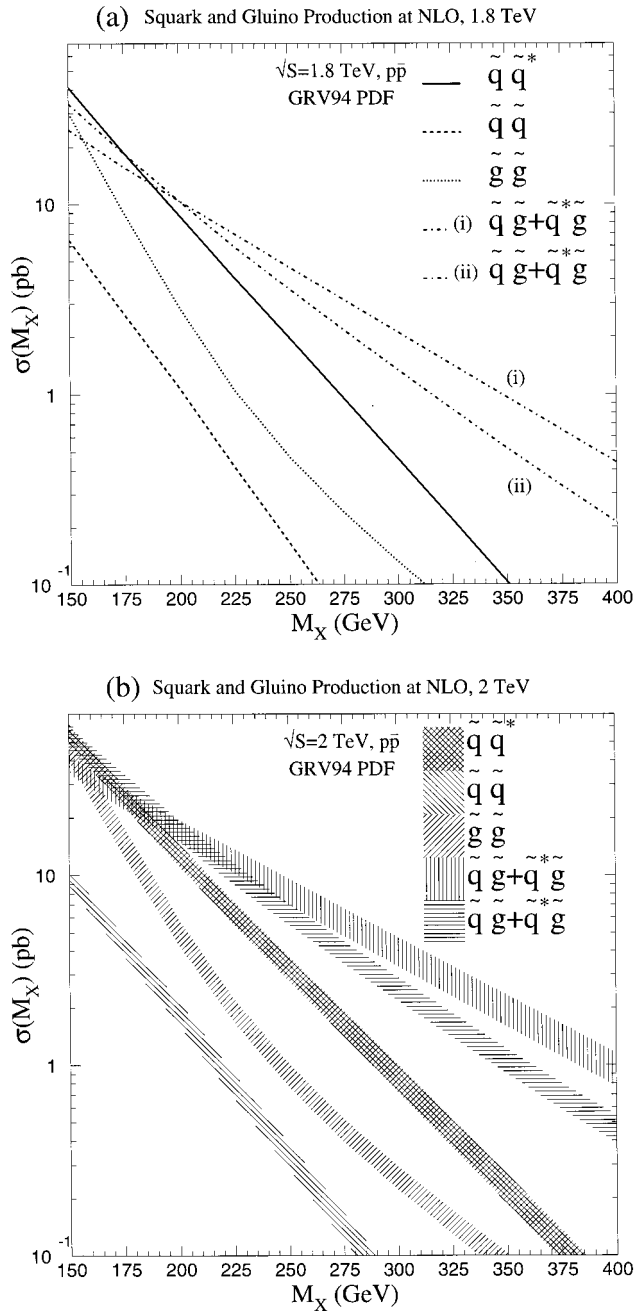 (a) Squark and Gluino Production at NLO, 1.8 TeV
√S=1.8 TeV, pp̄
GRV94 PDF
q̃ q̃*
q̃ q̃
g̃ g̃
(i) q̃ g̃+q̃*g̃
(ii) q̃ g̃+q̃*g̃
10
1
10⁻¹
σ(M_X) (pb)
(i)
(ii)
150 175 200 225 250 275 300 325 350 375 400
M_X (GeV)
(b) Squark and Gluino Production at NLO, 2 TeV
√S=2 TeV, pp̄
GRV94 PDF
q̃ q̃*
q̃ q̃
g̃ g̃
q̃ g̃+q̃*g̃
q̃ g̃+q̃*g̃
10
1
10⁻¹
σ(M_X) (pb)
150 175 200 225 250 275 300 325 350 375 400
M_X (GeV)